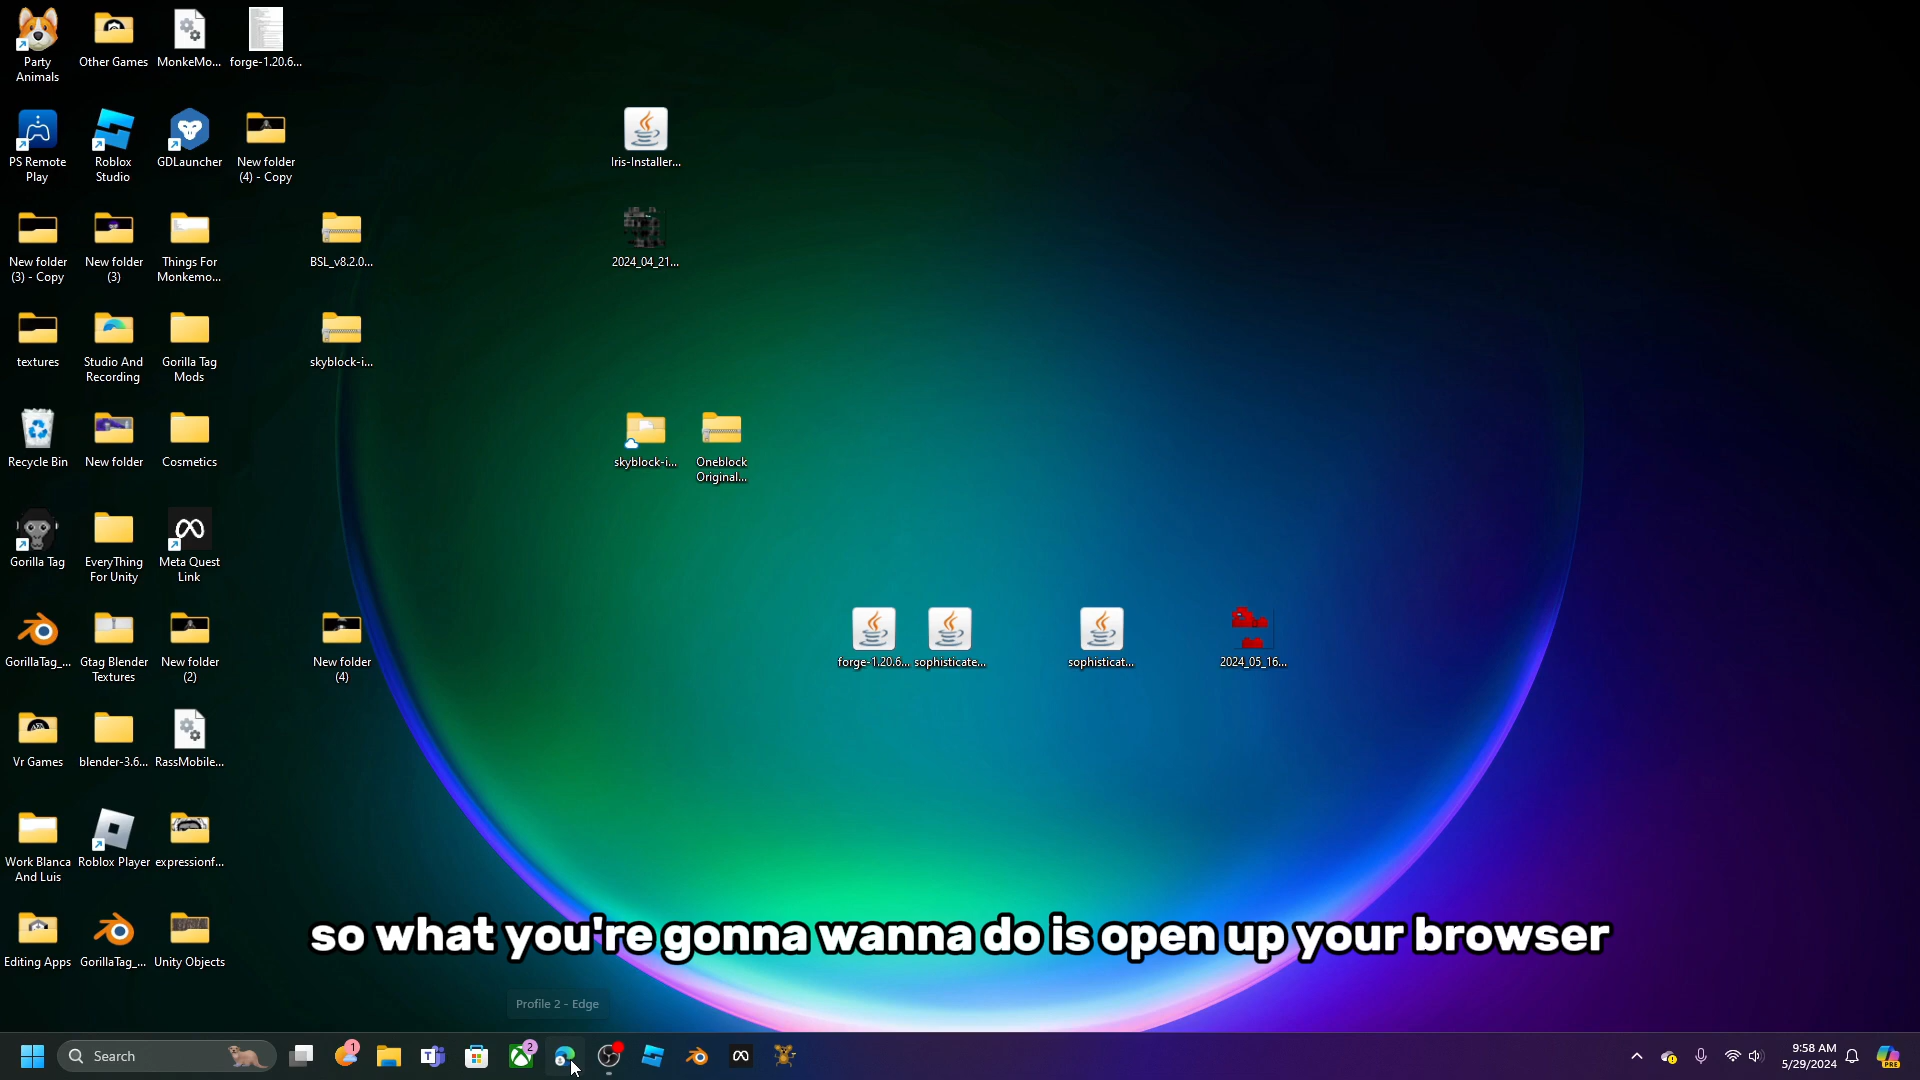 Party
Animals
Other Games
MonkeMo...
forge-1.20.6...
PS Remote
Play
Roblox
Studio
GDLauncher
New folder
(4) - Copy
Iris-Installer...
New folder
(3) - Copy
New folder
(3)
Things For
Monkemo...
BSL_v8.2.0...
2024_04_21...
textures
Studio And
Recording
Gorilla Tag
Mods
skyblock-i...
Recycle Bin
New folder
Cosmetics
skyblock-i...
Oneblock
Original...
Gorilla Tag
EveryThing
For Unity
Meta Quest
Link
GorillaTag_...
Gtag Blender
Textures
New folder
(2)
New folder
(4)
forge-1.20.6...
sophisticate...
sophisticat...
2024_05_16...
Vr Games
blender-3.6...
RassMobile...
Work Blanca
And Luis
Roblox Player
expressionf...
Editing Apps
GorillaTag_...
Unity Objects
so what you're gonna wanna do is open up your browser
Profile 2 - Edge
Search
1
2
9:58 AM
5/29/2024
PRE